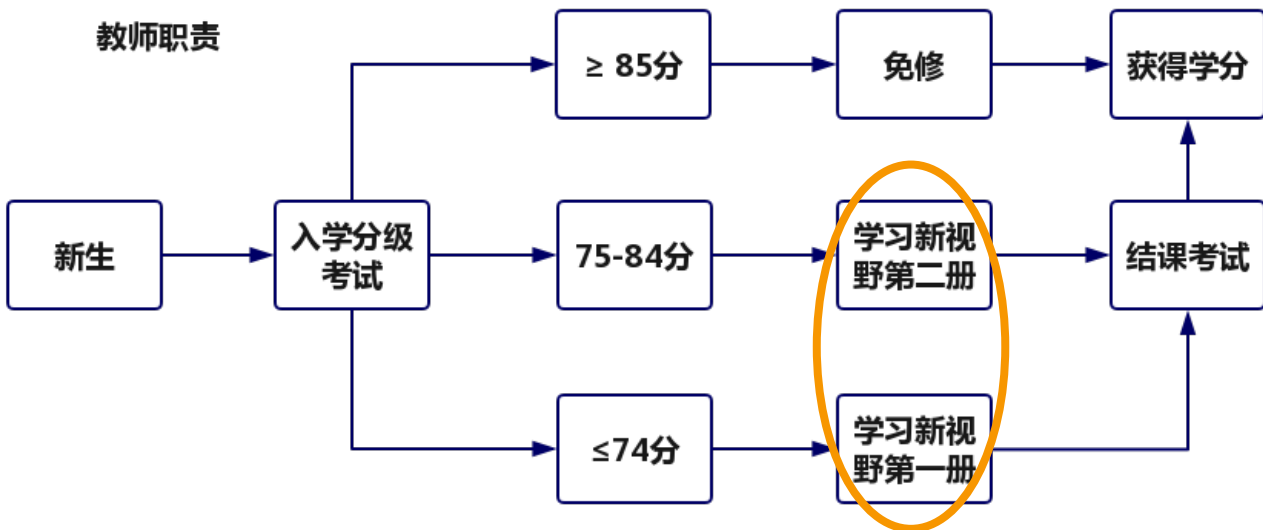 教师职责
≥ 85分
免修
获得学分
新生
入学分级
考试
75-84分
学习新视
野第二册
结课考试
≤74分
学习新视
野第一册